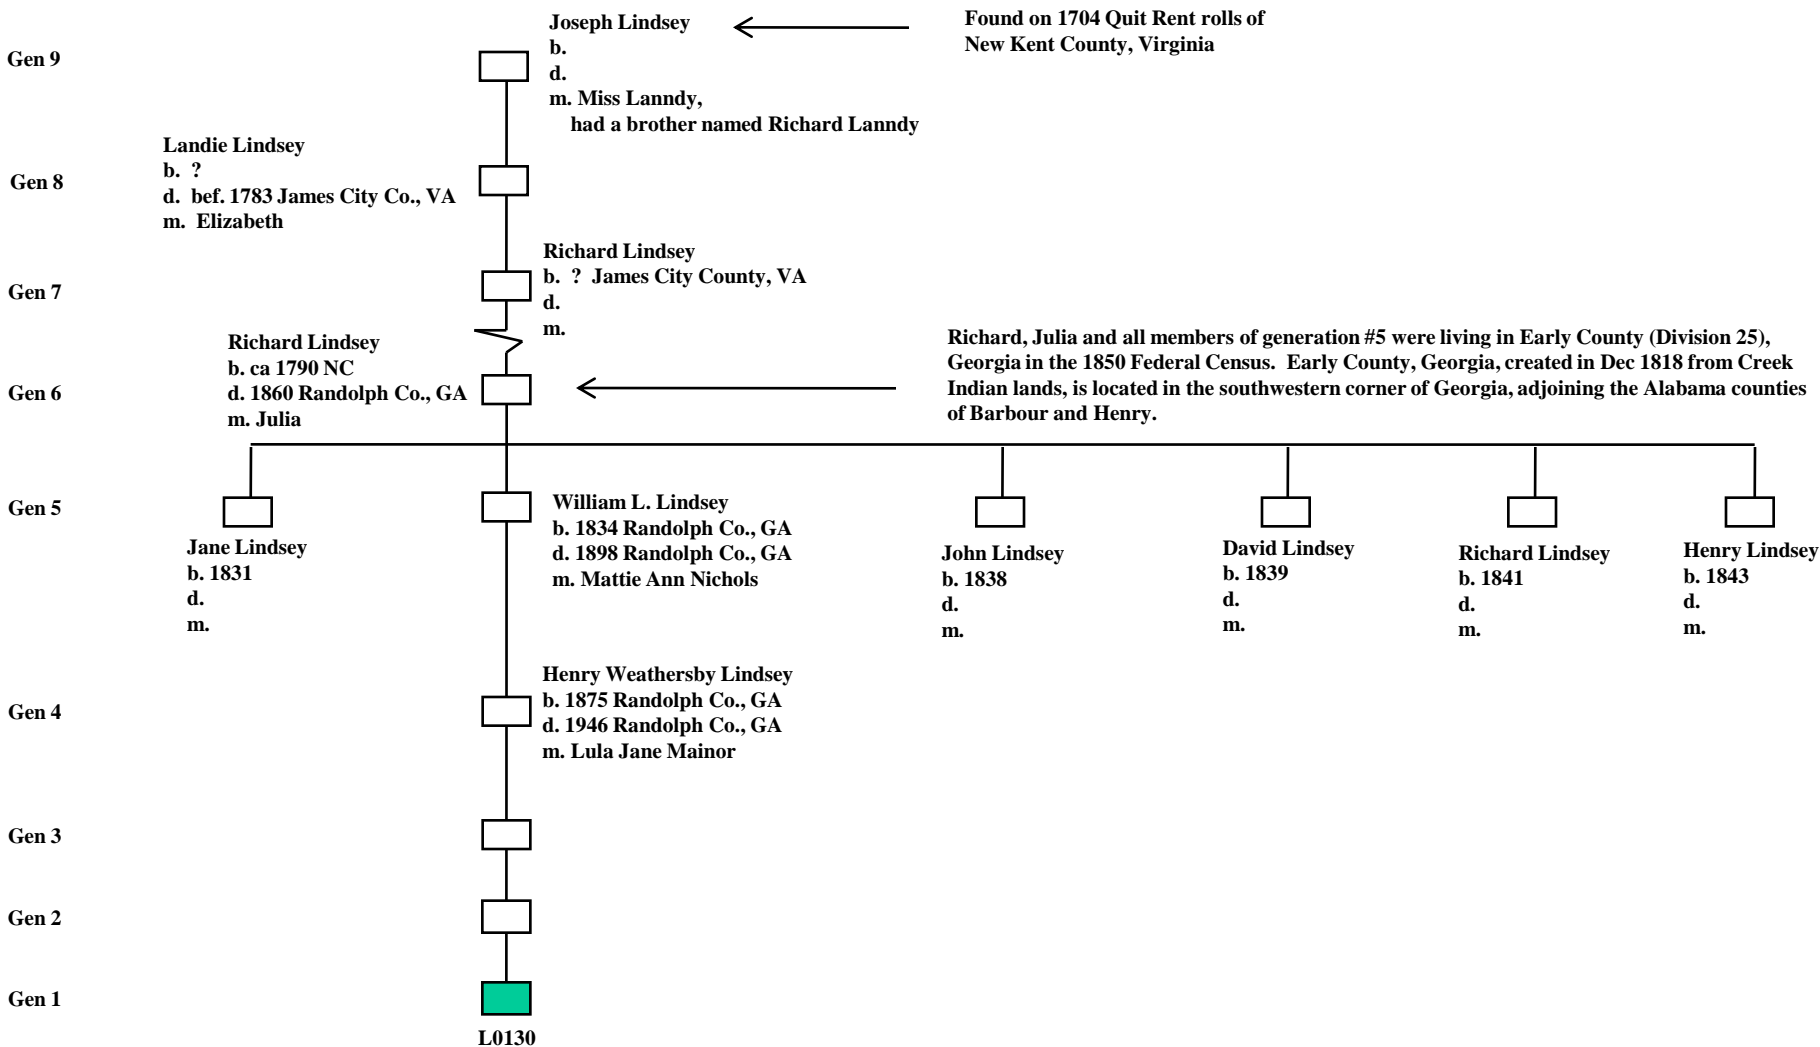 Joseph Lindsey
b.
d.
m. Miss Lanndy,
had a brother named Richard Lanndy
Found on 1704 Quit Rent rolls of
New Kent County, Virginia
Gen 9
Landie Lindsey
b. ?
d. bef. 1783 James City Co., VA
m. Elizabeth
Gen 8
Richard Lindsey
b. ? James City County, VA
d.
m.
Gen 7
Richard Lindsey
b. ca 1790 NC
d. 1860 Randolph Co., GA
m. Julia
Gen 6
Richard, Julia and all members of generation #5 were living in Early County (Division 25),
Georgia in the 1850 Federal Census. Early County, Georgia, created in Dec 1818 from Creek
Indian lands, is located in the southwestern corner of Georgia, adjoining the Alabama counties
of Barbour and Henry.
Gen 5
Jane Lindsey
b. 1831
d.
m.
William L. Lindsey
b. 1834 Randolph Co., GA
d. 1898 Randolph Co., GA
m. Mattie Ann Nichols
John Lindsey
b. 1838
d.
m.
David Lindsey
b. 1839
d.
m.
Richard Lindsey
b. 1841
d.
m.
Henry Lindsey
b. 1843
d.
m.
Henry Weathersby Lindsey
b. 1875 Randolph Co., GA
d. 1946 Randolph Co., GA
m. Lula Jane Mainor
Gen 4
Gen 3
Gen 2
Gen 1
L0130